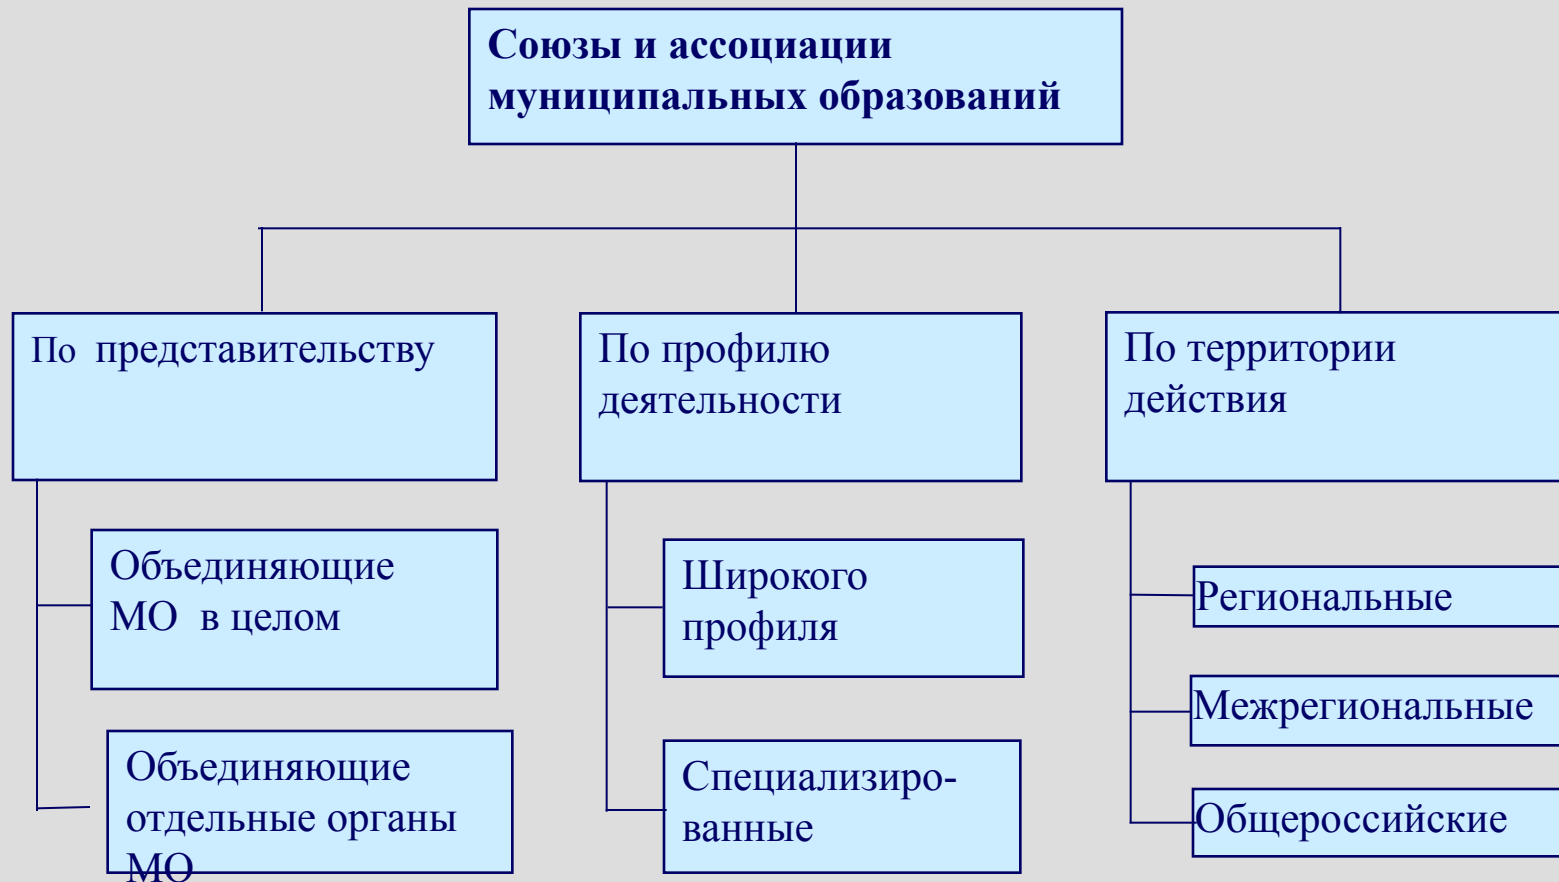 Союзы и ассоциации
муниципальных образований
По представительству
Объединяющие
МО в целом
Объединяющие
отдельные органы
МО
По профилю
деятельности
Широкого
профиля
Специализиро-
ванные
По территории
действия
Региональные
Межрегиональные
Общероссийские